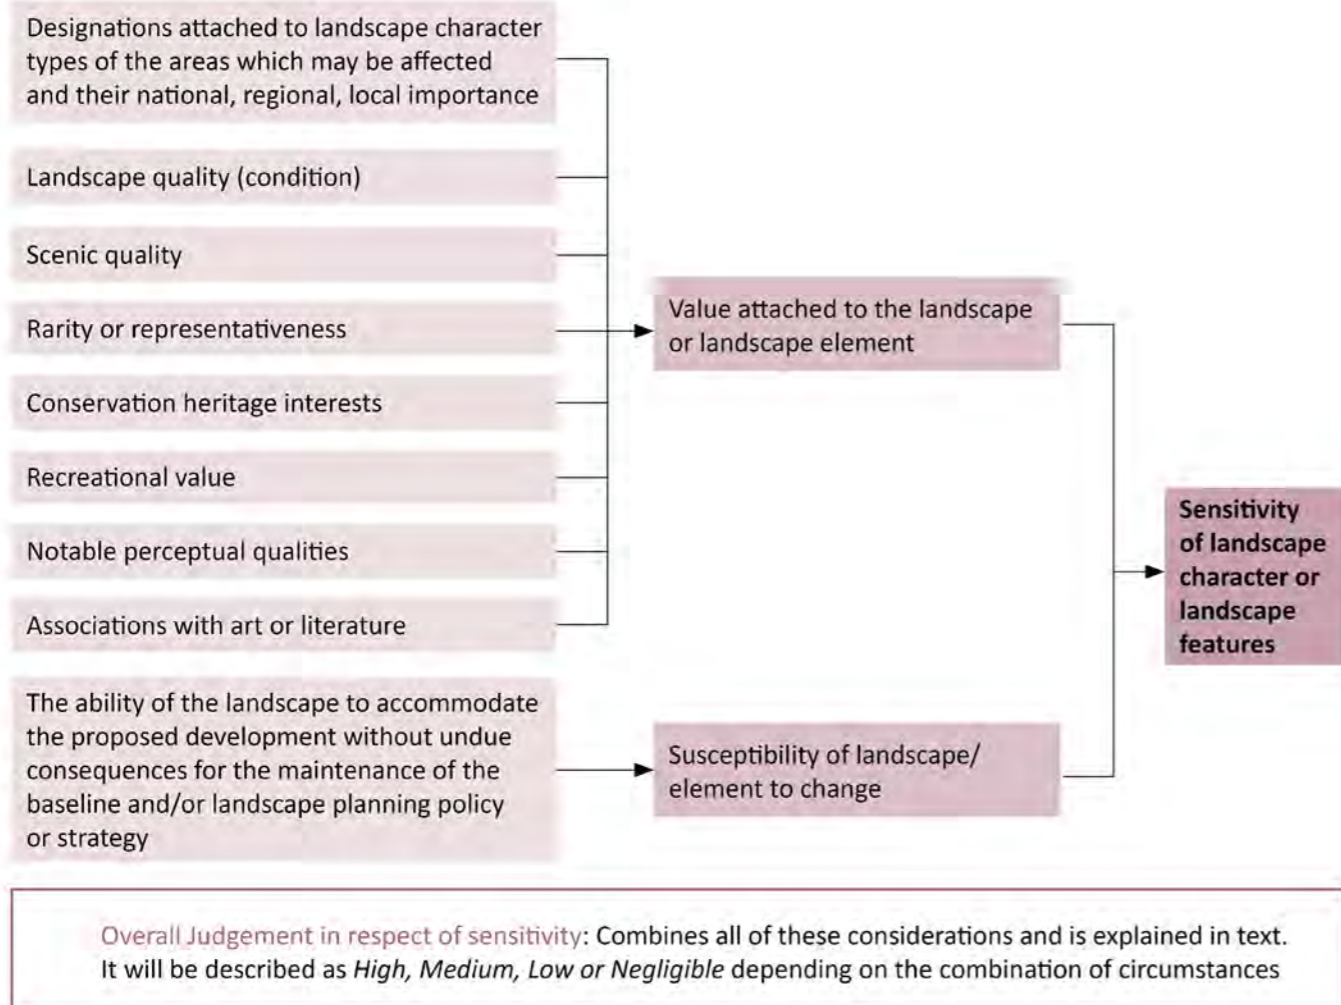 Designations attached to landscape character
types of the areas which may be affected
and their national, regional, local importance
Landscape quality (condition)
Scenic quality
Rarity or representativeness
Conservation heritage interests
Recreational value
Notable perceptual qualities
Associations with art or literature
The ability of the landscape to accommodate
the proposed development without undue
consequences for the maintenance of the
baseline and/or landscape planning policy
or strategy
Value attached to the landscape
or landscape element
Susceptibility of landscape/
element to change
Sensitivity
of landscape
character or
landscape
features
Overall Judgement in respect of sensitivity: Combines all of these considerations and is explained in text.
It will be described as High, Medium, Low or Negligible depending on the combination of circumstances